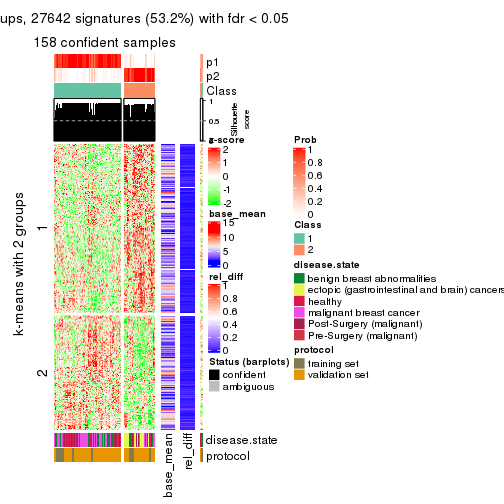 ups, 27642 signatures (53.2%) with fdr < 0.05
158 confident samples
p1
p2
Class
1
0.5
0
Silhouette
score
k-means with 2 groups
1
2
z-score
2
1
0
-1
-2
base_mean
15
10
5
0
rel_diff
1
0.8
0.6
0.4
0.2
0
Status (barplots)
confident
ambiguous
Prob
1
0.8
0.6
0.4
0.2
0
Class
1
2
disease.state
benign breast abnormalities
ectopic (gastrointestinal and brain) cancers
healthy
malignant breast cancer
Post-Surgery (malignant)
Pre-Surgery (malignant)
protocol
training set
validation set
disease.state
protocol
base_mean
rel_diff